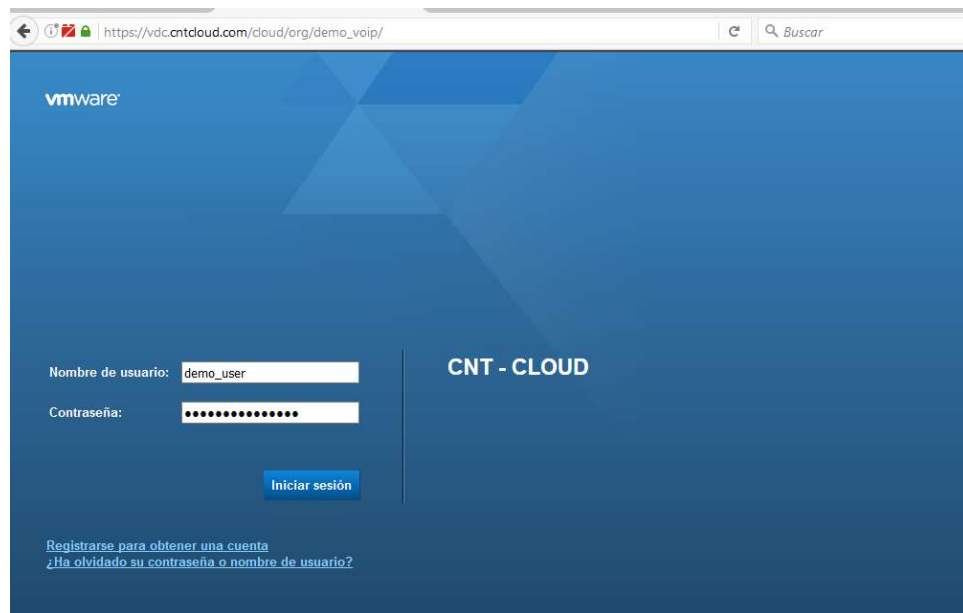 https://vdc.cntcloud.com/cloud/org/demo_voip/
Buscar
vmware
Nombre de usuario: demo_user
CNT - CLOUD
Contraseña: •••••••••••••••
Iniciar sesión
Registrarse para obtener una cuenta
¿Ha olvidado su contraseña o nombre de usuario?